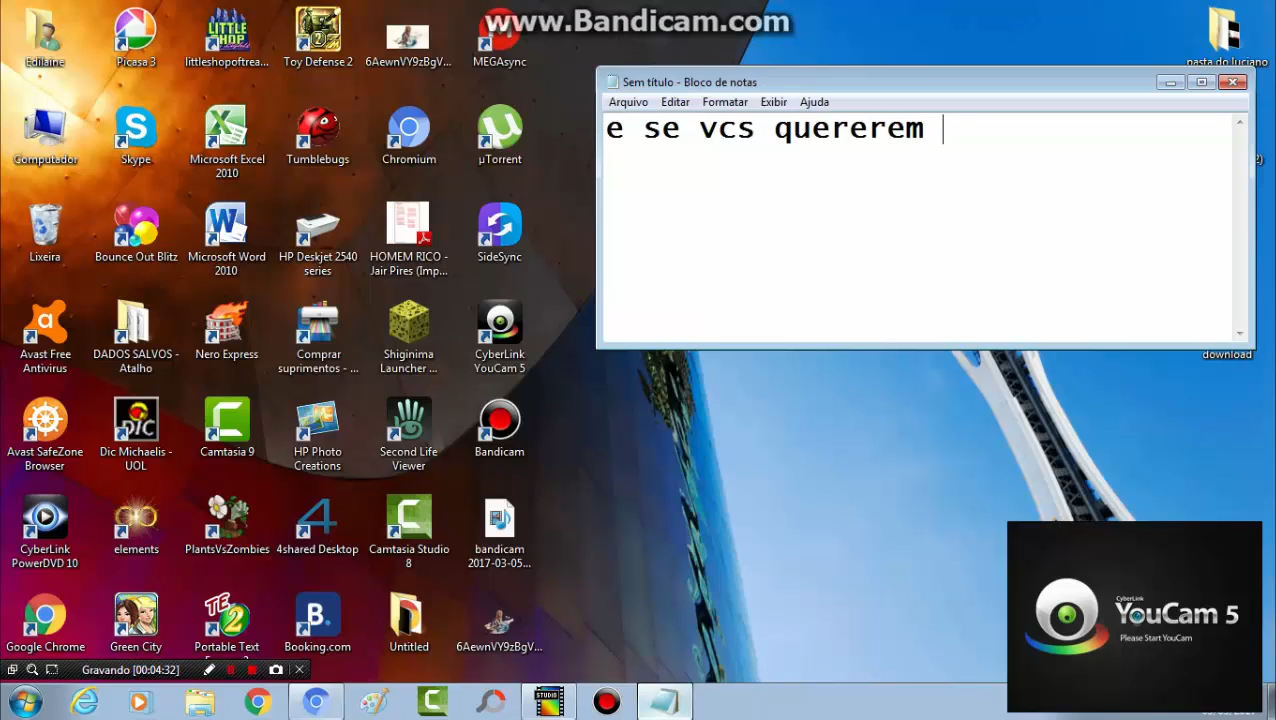 www.Bandicam.com
Edilaine
Picasa 3
littleshopoftrea...
Toy Defense 2
6AewnVY9zBgV...
MEGAsync
pasta do luciano
Sem título - Bloco de notas
Arquivo Editar Formatar Exibir Ajuda
e se vcs quererem
Computador
Skype
Microsoft Excel
2010
Tumblebugs
Chromium
µTorrent
Lixeira
Bounce Out Blitz
Microsoft Word
2010
HP Deskjet 2540
series
HOMEM RICO -
Jair Pires (Imp...
SideSync
Avast Free
Antivirus
DADOS SALVOS -
Atalho
Nero Express
Comprar
suprimentos - ...
Shiginima
Launcher ...
CyberLink
YouCam 5
download
Avast SafeZone
Browser
Dic Michaelis -
UOL
Camtasia 9
HP Photo
Creations
Second Life
Viewer
Bandicam
CyberLink
PowerDVD 10
elements
PlantsVsZombies
4shared Desktop
Camtasia Studio
8
bandicam
2017-03-05...
CyberLink
YouCam 5
Please Start YouCam
Google Chrome
Green City
Portable Text
Booking.com
Untitled
6AewnVY9zBgV...
Gravando [00:04:32]
STUDIO